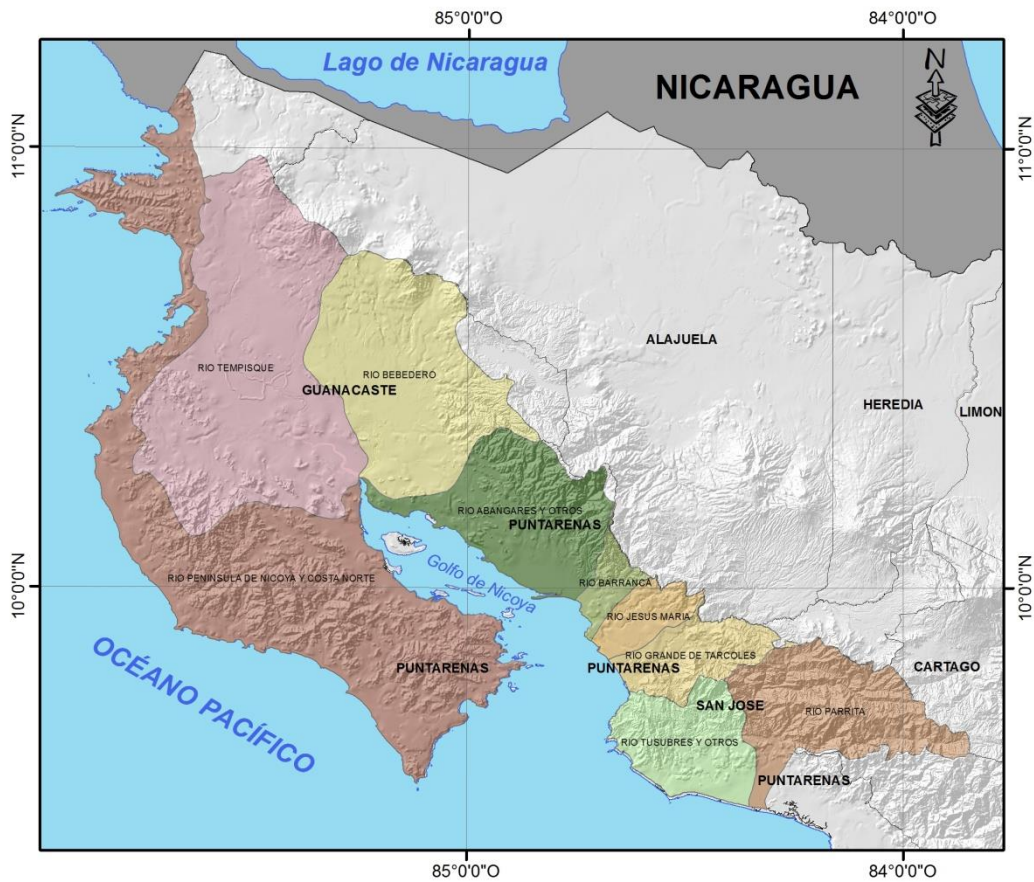 85°0'0"O
84°0'0"O
Lago de Nicaragua
NICARAGUA
N
11°0'0"N
11°0'0"N
ALAJUELA
RIO TEMPISQUE
RIO BEBEDERO
GUANACASTE
HEREDIA
LIMON
RIO ABANGARES Y OTROS
PUNTARENAS
Golfo de Nicoya
RIO PENINSULA DE NICOYA Y COSTA NORTE
RIO BARRANCA
10°0'0"N
10°0'0"N
RIO JESUS MARIA
RIO GRANDE DE TARCOLES
PUNTARENAS
PUNTARENAS
CARTAGO
OCÉANO PACÍFICO
SAN JOSE
RIO PARRITA
RIO TUSUBRES Y OTROS
PUNTARENAS
85°0'0"O
84°0'0"O